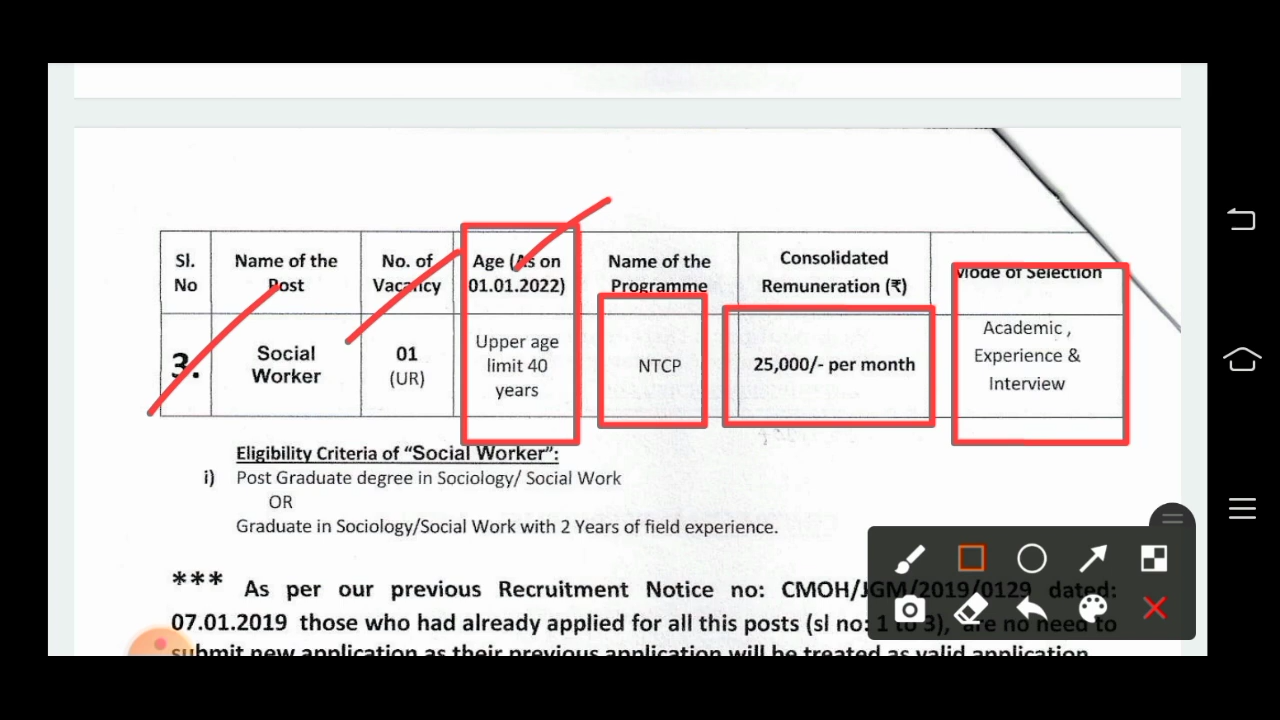 Sl. No
Name of the Post
No. of Vacancy
Age (As on 01.01.2022)
Name of the Programme
Consolidated Remuneration (₹)
Mode of Selection
3.
Social Worker
01 (UR)
Upper age limit 40 years
NTCP
25,000/- per month
Academic , Experience & Interview
Eligibility Criteria of “Social Worker”:
i) Post Graduate degree in Sociology/ Social Work
OR
Graduate in Sociology/Social Work with 2 Years of field experience.
*** As per our previous Recruitment Notice no: CMOH/JGM/2019/0129 dated:
07.01.2019 those who had already applied for all this posts (sl no: 1 to 3), are no need to
submit new application as their previous application will be treated as valid application